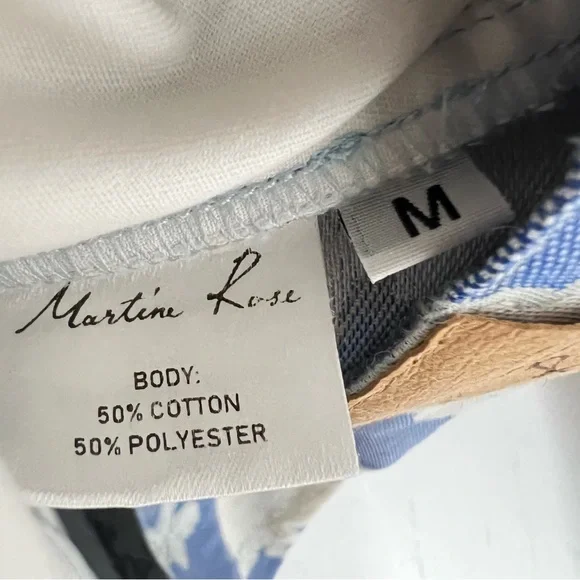 Martine Rose
BODY:
50% COTTON
50% POLYESTER
M